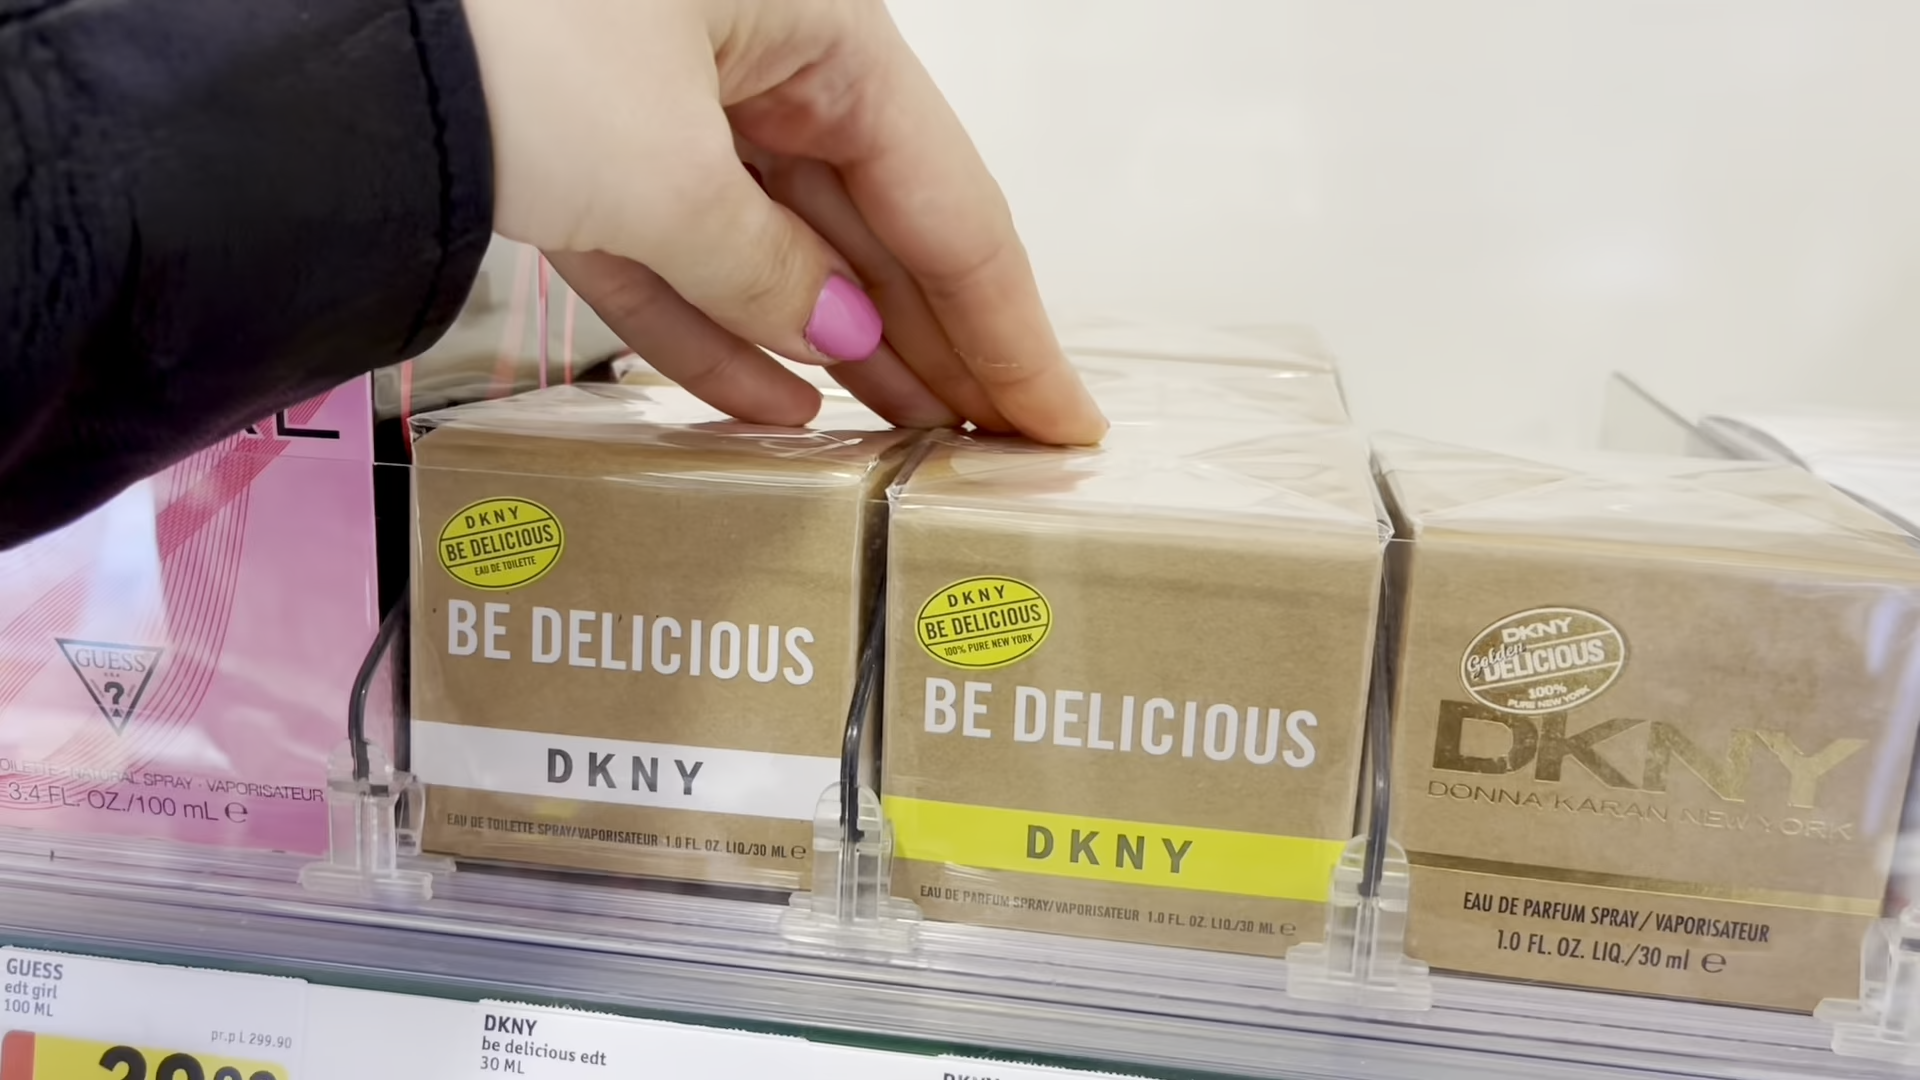 GUESS
?
NATURAL SPRAY · VAPORISATEUR
3.4 FL. OZ./100 mL ℮
DKNY
BE DELICIOUS
EAU DE TOILETTE
BE DELICIOUS
DKNY
EAU DE TOILETTE SPRAY/VAPORISATEUR 1.0 FL. OZ. LIQ./30 ML ℮
DKNY
BE DELICIOUS
100% PURE NEW YORK
BE DELICIOUS
DKNY
EAU DE PARFUM SPRAY/VAPORISATEUR 1.0 FL. OZ. LIQ./30 ML ℮
DKNY
Golden
DELICIOUS
100%
PURE NEW YORK
DKNY
DONNA KARAN NEW YORK
EAU DE PARFUM SPRAY / VAPORISATEUR
1.0 FL. OZ. LIQ./30 ml ℮
GUESS
edt girl
100 ML
pr.p L 299.90
DKNY
be delicious edt
30 ML